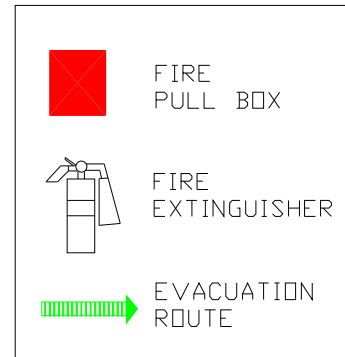 FIRE
PULL BOX
FIRE
EXTINGUISHER
EVACUATION
ROUTE